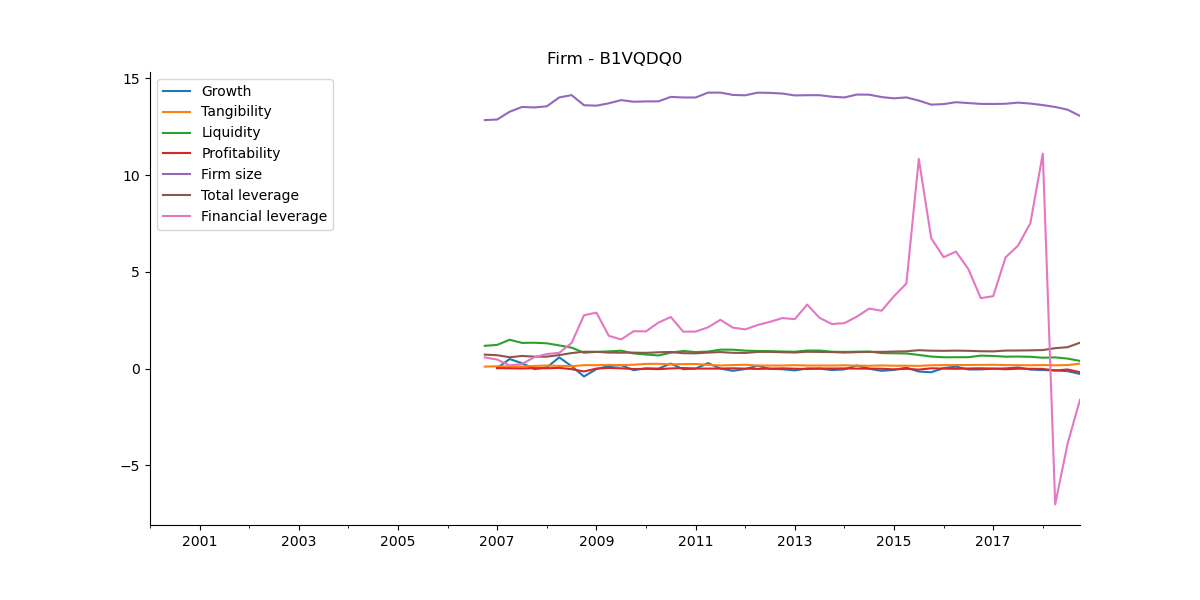 Firm - B1VQDQ0
15
10
5
0
−5
Growth
Tangibility
Liquidity
Profitability
Firm size
Total leverage
Financial leverage
2001 2003 2005 2007 2009 2011 2013 2015 2017